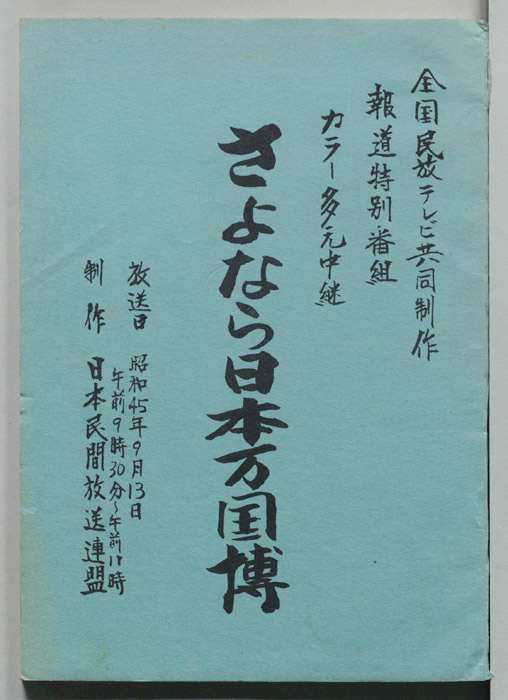 全国民放テレビ共同制作
報道特別番組
カラー多元中継
さよなら日本万国博
放送日 昭和45年9月13日
午前9時30分〜午前11時
制作 日本民間放送連盟